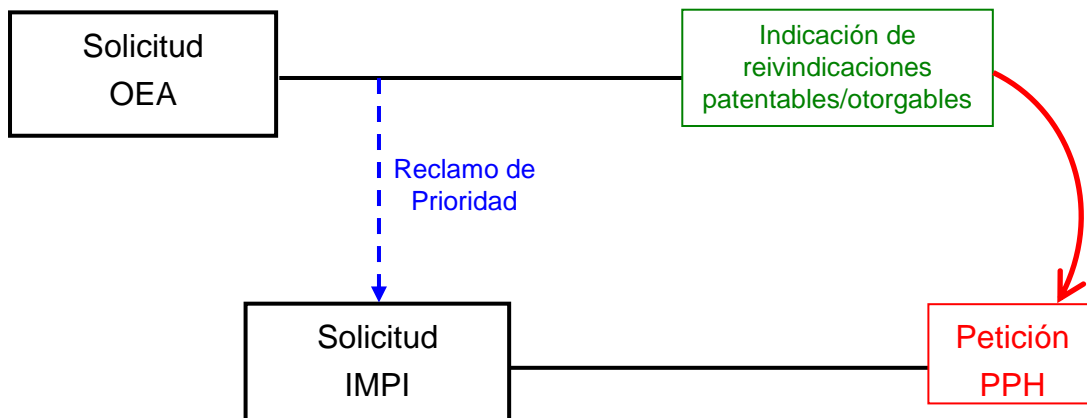 Solicitud
OEA
Indicación de
reivindicaciones
patentables/otorgables
Reclamo de
Prioridad
Solicitud
IMPI
Petición
PPH